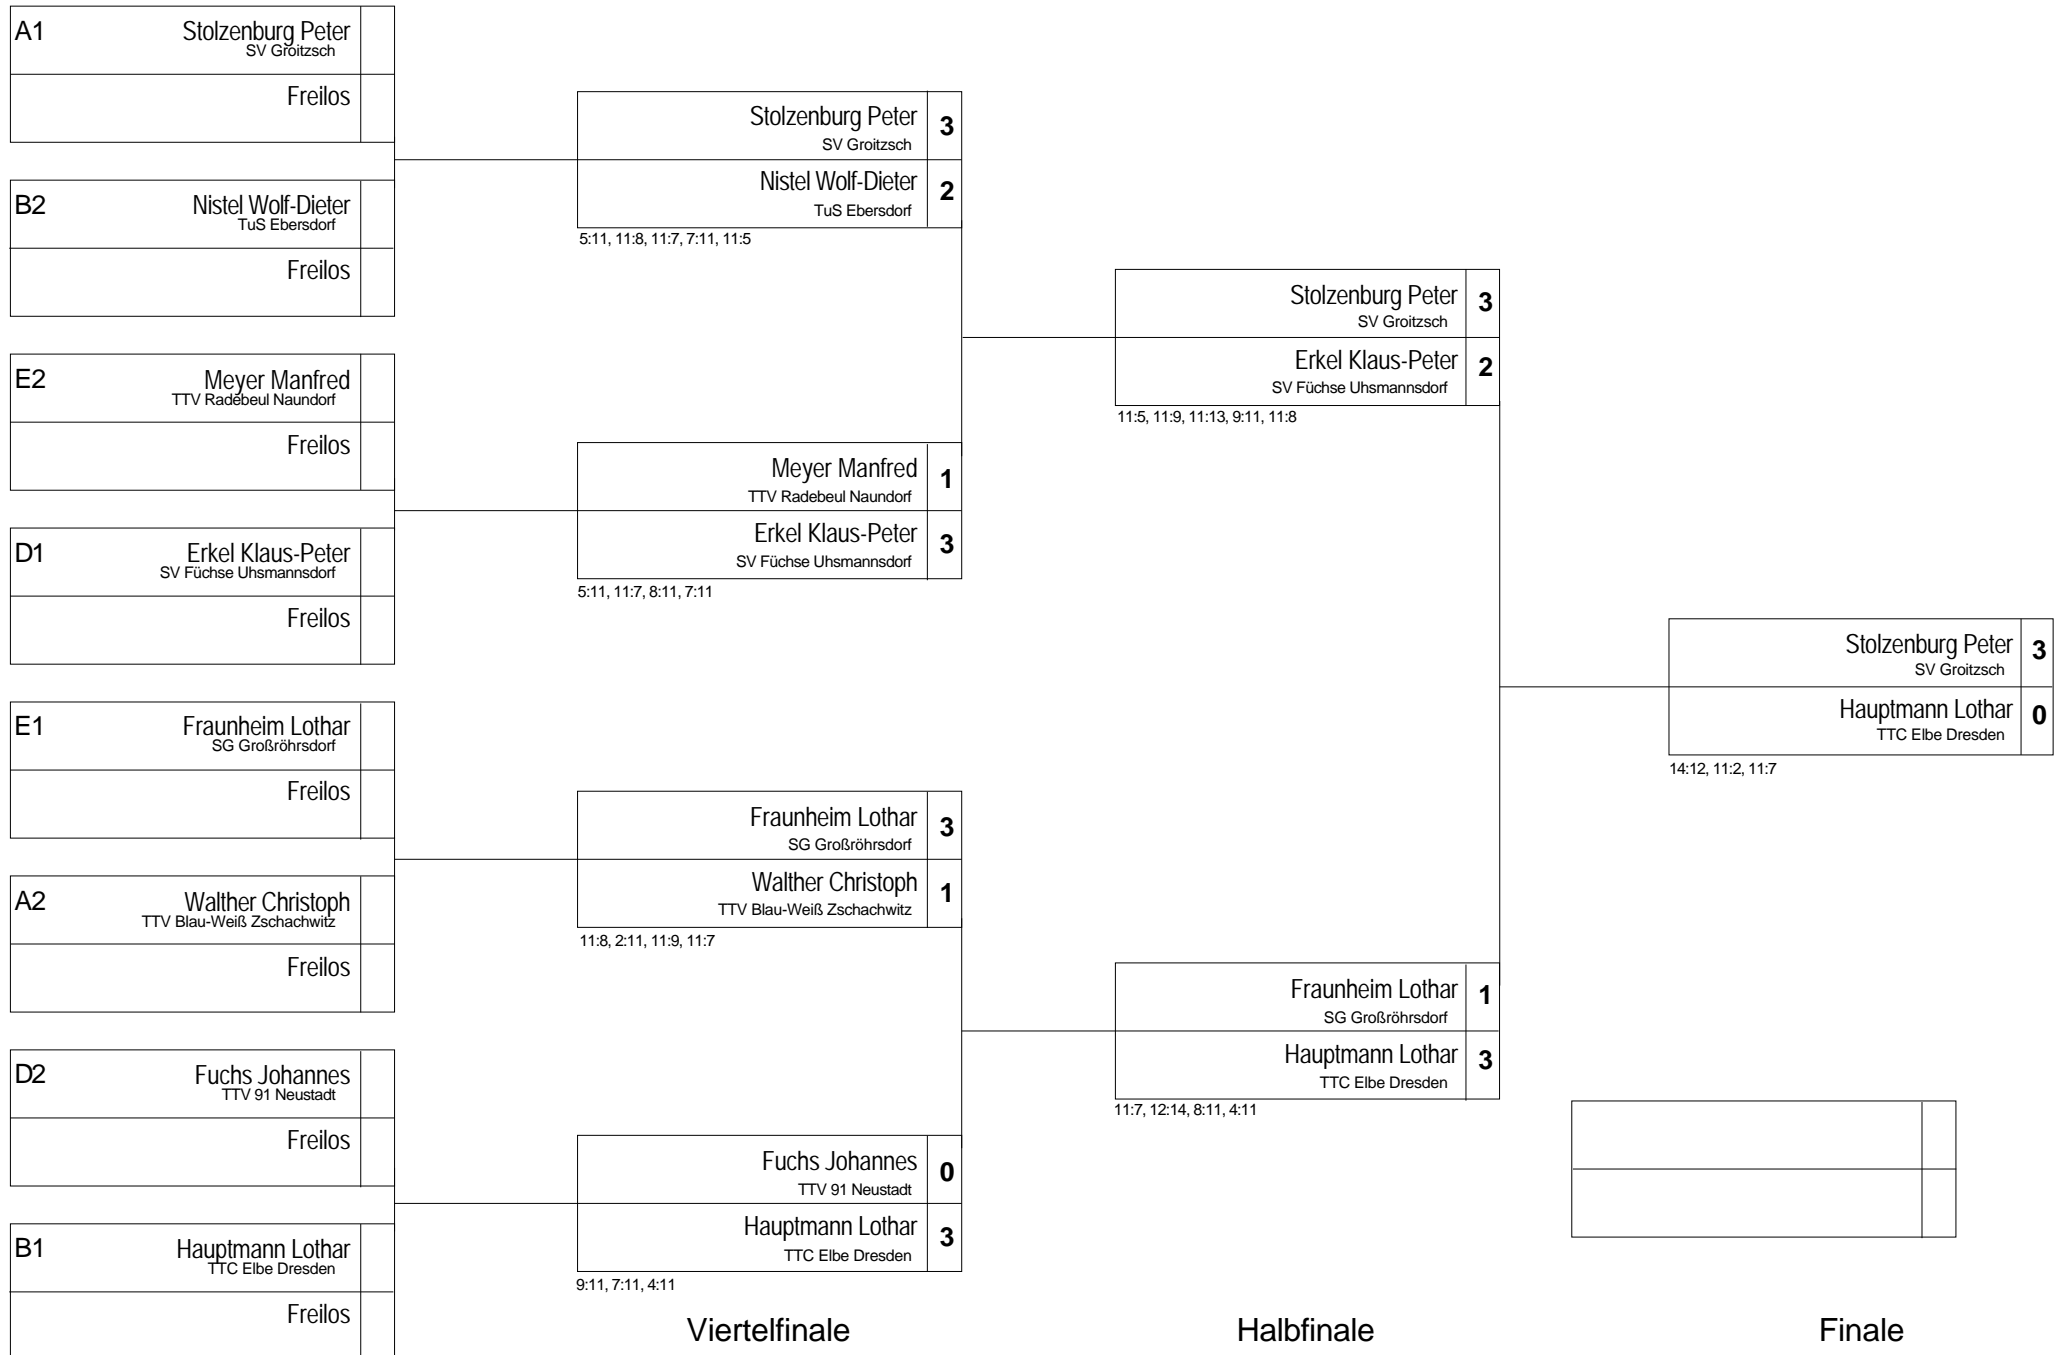 A1
Stolzenburg Peter
SV Groitzsch
Freilos
B2
Nistel Wolf-Dieter
TuS Ebersdorf
Freilos
E2
Meyer Manfred
TTV Radebeul Naundorf
Freilos
D1
Erkel Klaus-Peter
SV Füchse Uhsmannsdorf
Freilos
E1
Fraunheim Lothar
SG Großröhrsdorf
Freilos
A2
Walther Christoph
TTV Blau-Weiß Zschachwitz
Freilos
D2
Fuchs Johannes
TTV 91 Neustadt
Freilos
B1
Hauptmann Lothar
TTC Elbe Dresden
Freilos
Stolzenburg Peter 3
SV Groitzsch
Nistel Wolf-Dieter 2
TuS Ebersdorf
5:11, 11:8, 11:7, 7:11, 11:5
Meyer Manfred 1
TTV Radebeul Naundorf
Erkel Klaus-Peter 3
SV Füchse Uhsmannsdorf
5:11, 11:7, 8:11, 7:11
Fraunheim Lothar 3
SG Großröhrsdorf
Walther Christoph 1
TTV Blau-Weiß Zschachwitz
11:8, 2:11, 11:9, 11:7
Fuchs Johannes 0
TTV 91 Neustadt
Hauptmann Lothar 3
TTC Elbe Dresden
9:11, 7:11, 4:11
Viertelfinale
Stolzenburg Peter 3
SV Groitzsch
Erkel Klaus-Peter 2
SV Füchse Uhsmannsdorf
11:5, 11:9, 11:13, 9:11, 11:8
Fraunheim Lothar 1
SG Großröhrsdorf
Hauptmann Lothar 3
TTC Elbe Dresden
11:7, 12:14, 8:11, 4:11
Halbfinale
Stolzenburg Peter 3
SV Groitzsch
Hauptmann Lothar 0
TTC Elbe Dresden
14:12, 11:2, 11:7
Finale